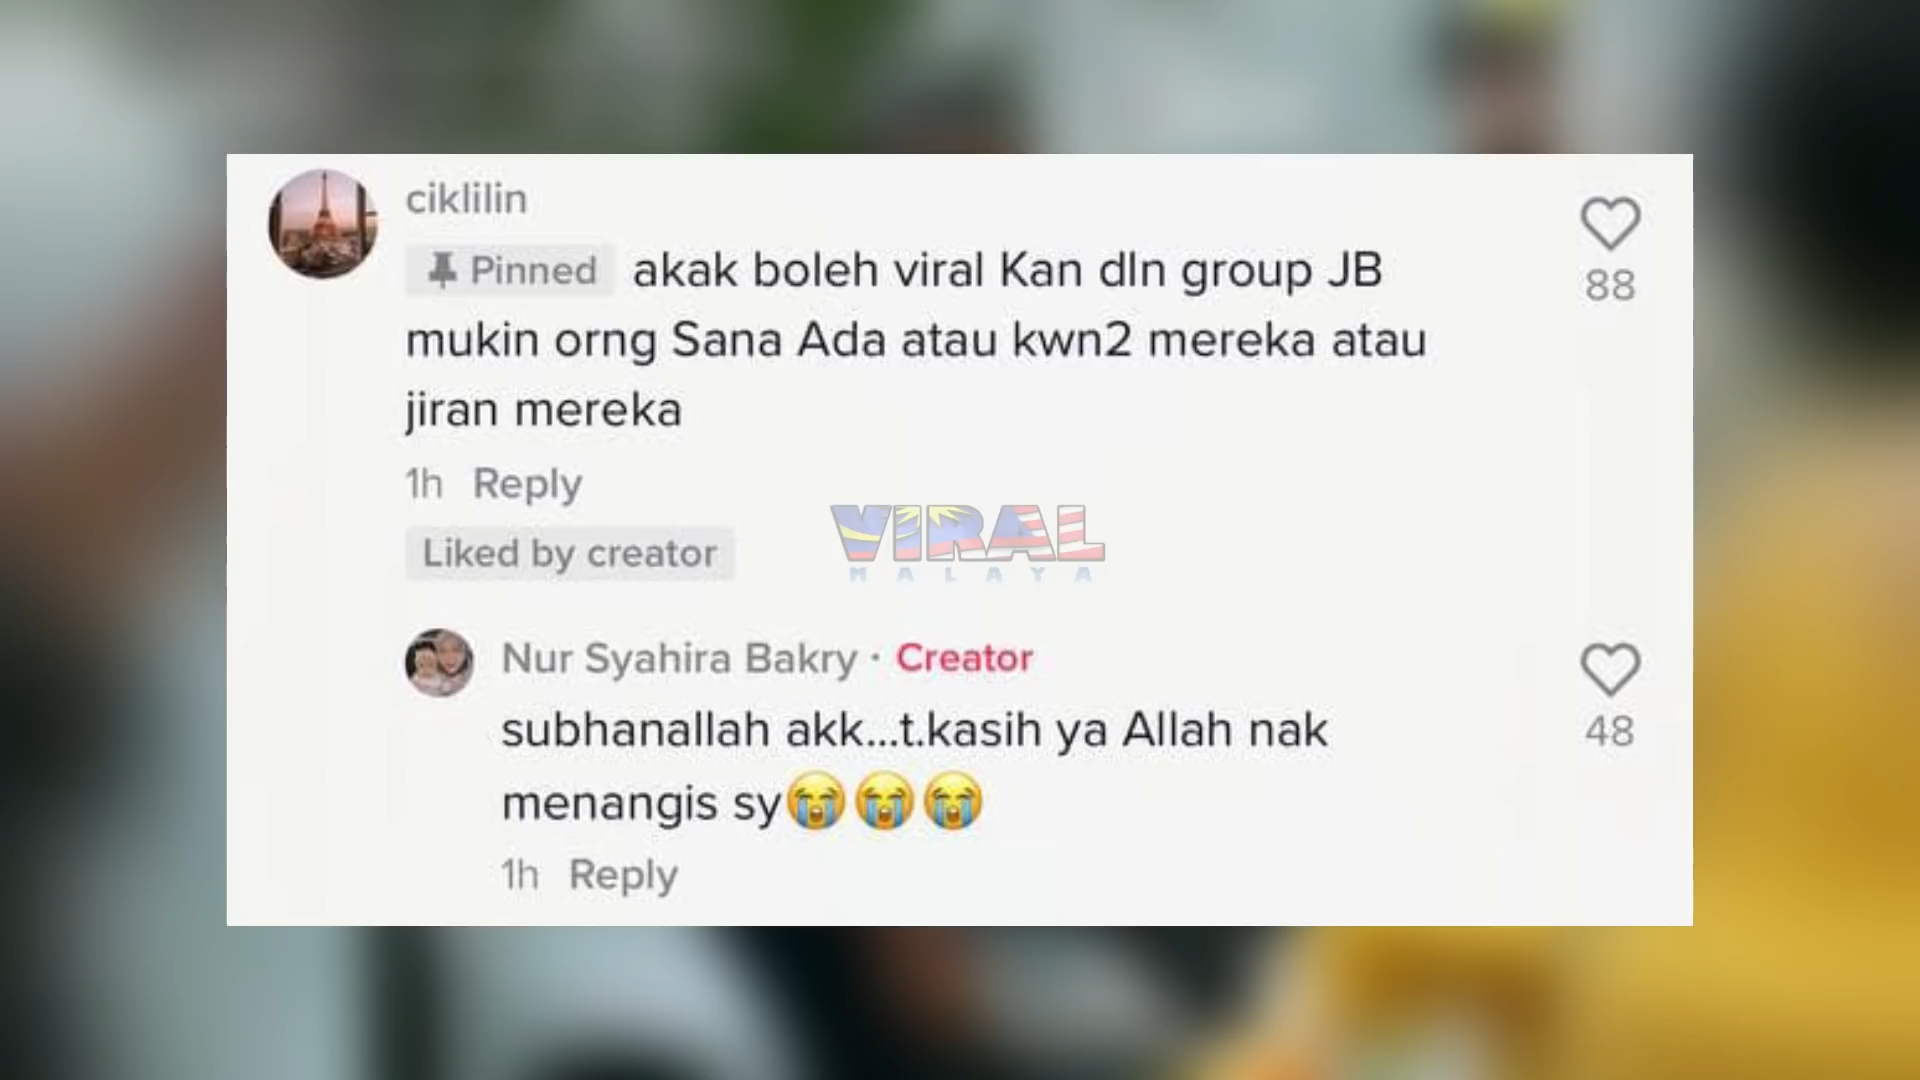 ciklilin
Pinned akak boleh viral Kan dln group JB
mukin orng Sana Ada atau kwn2 mereka atau
jiran mereka
88
1h Reply
Liked by creator
VIRAL
MALAYA
Nur Syahira Bakry · Creator
subhanallah akk...t.kasih ya Allah nak
menangis sy😭😭😭
48
1h Reply